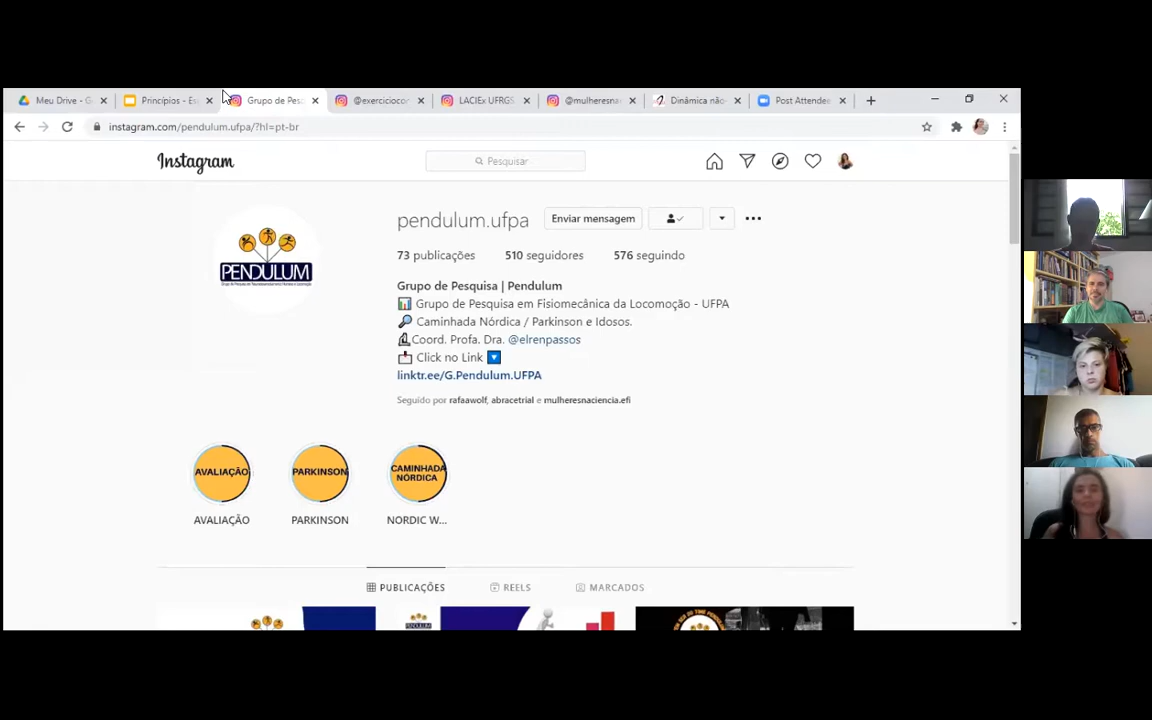 Meu Drive - G
Princípios - Es
Grupo de Pesq
@exerciciocor
LACIEx UFRGS
@mulheresna
Dinâmica não-
Post Attendee
instagram.com/pendulum.ufpa/?hl=pt-br
Instagram
Pesquisar
PENDULUM
pendulum.ufpa
Enviar mensagem
73 publicações 510 seguidores 576 seguindo
Grupo de Pesquisa | Pendulum
Grupo de Pesquisa em Fisiomecânica da Locomoção - UFPA
Caminhada Nórdica / Parkinson e Idosos.
Coord. Profa. Dra. @elrenpassos
Click no Link
linktr.ee/G.Pendulum.UFPA
Seguido por rafaawolf, abracetrial e mulheresnaciencia.efi
AVALIAÇÃO
PARKINSON
CAMINHADA
NÓRDICA
AVALIAÇÃO
PARKINSON
NORDIC W...
PUBLICAÇÕES
REELS
MARCADOS